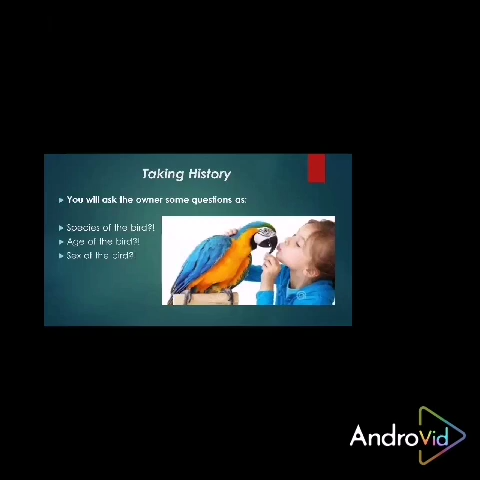 Taking History
You will ask the owner some questions as:
Species of the bird?!
Age of the bird?!
Sex of the bird?
AndroVid